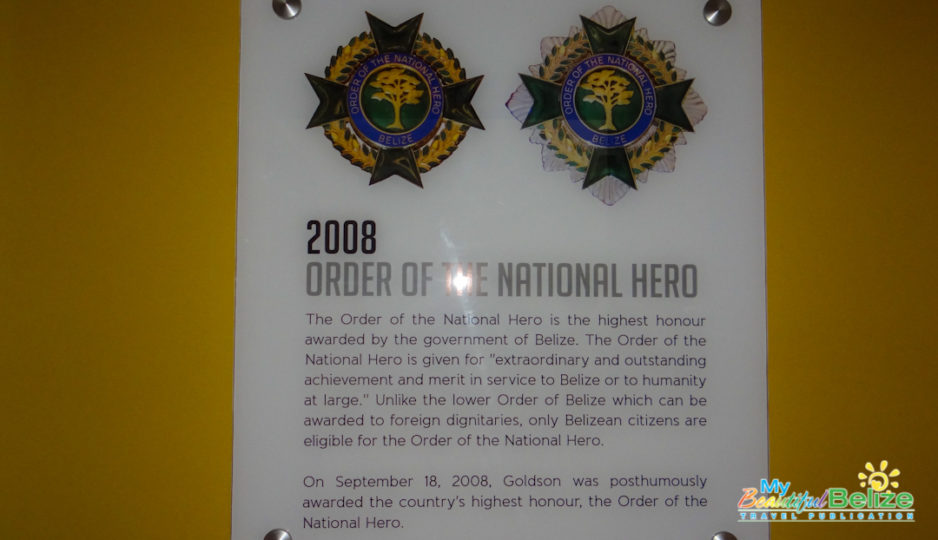 ORDER OF THE NATIONAL HERO
BELIZE
ORDER OF THE NATIONAL HERO
BELIZE
2008
ORDER OF THE NATIONAL HERO
The Order of the National Hero is the highest honour
awarded by the government of Belize. The Order of the
National Hero is given for "extraordinary and outstanding
achievement and merit in service to Belize or to humanity
at large." Unlike the lower Order of Belize which can be
awarded to foreign dignitaries, only Belizean citizens are
eligible for the Order of the National Hero.
On September 18, 2008, Goldson was posthumously
awarded the country's highest honour, the Order of the
National Hero.
My
Beautiful Belize
TRAVEL PUBLICATION